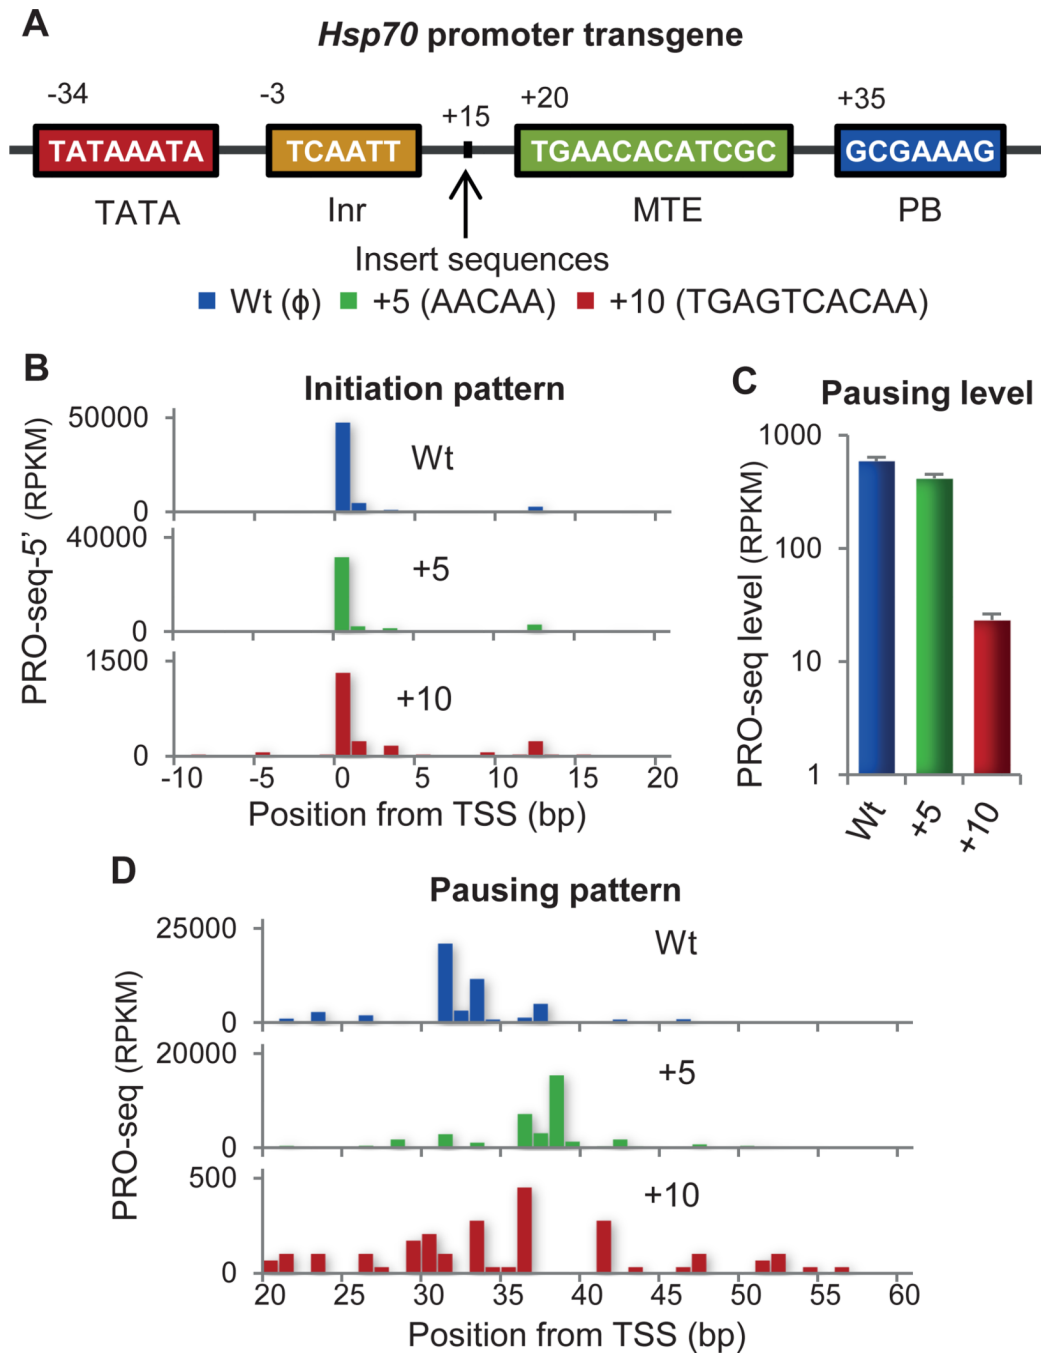 A
Hsp70 promoter transgene
-34
-3
+15
+20
+35
TATAAATA
TCAATT
TGAACACATCGC
GCGAAAG
TATA
Inr
MTE
PB
Insert sequences
Wt (ϕ)
+5 (AACAA)
+10 (TGAGTCACAA)
B
Initiation pattern
PRO-seq-5' (RPKM)
50000
0
Wt
40000
0
+5
1500
0
+10
-10 -5 0 5 10 15 20
Position from TSS (bp)
C
Pausing level
PRO-seq level (RPKM)
1000
100
10
1
Wt
+5
+10
D
Pausing pattern
PRO-seq (RPKM)
25000
0
Wt
20000
0
+5
500
0
+10
20 25 30 35 40 45 50 55 60
Position from TSS (bp)